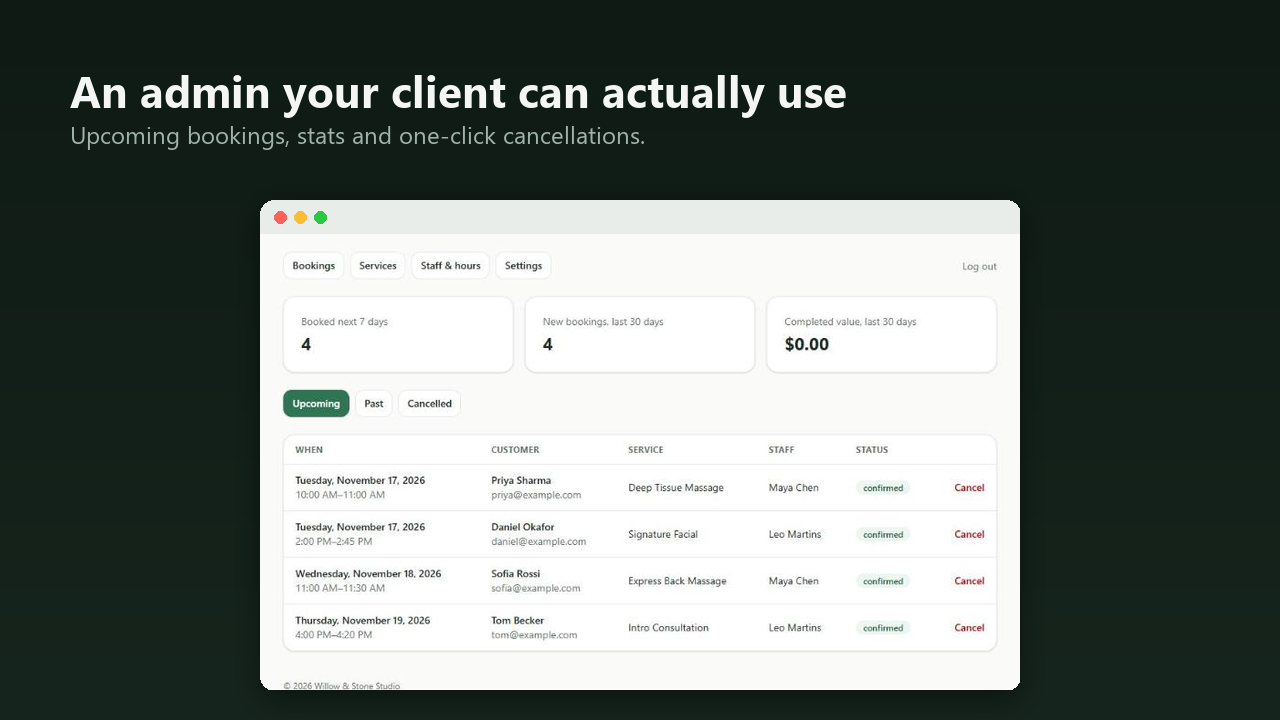 An admin your client can actually use
Upcoming bookings, stats and one-click cancellations.
Bookings Services Staff & hours Settings Log out
Booked next 7 days New bookings, last 30 days Completed value, last 30 days
4 4 $0.00
Upcoming Past Cancelled
WHEN CUSTOMER SERVICE STAFF STATUS
Tuesday, November 17, 2026 Priya Sharma
Deep Tissue Massage Maya Chen confirmed Cancel
10:00 AM–11:00 AM priya@example.com
Tuesday, November 17, 2026 Daniel Okafor
Signature Facial Leo Martins confirmed Cancel
2:00 PM–2:45 PM daniel@example.com
Wednesday, November 18, 2026 Sofia Rossi
Express Back Massage Maya Chen confirmed Cancel
11:00 AM–11:30 AM sofia@example.com
Thursday, November 19, 2026 Tom Becker
Intro Consultation Leo Martins confirmed Cancel
4:00 PM–4:20 PM tom@example.com
© 2026 Willow & Stone Studio